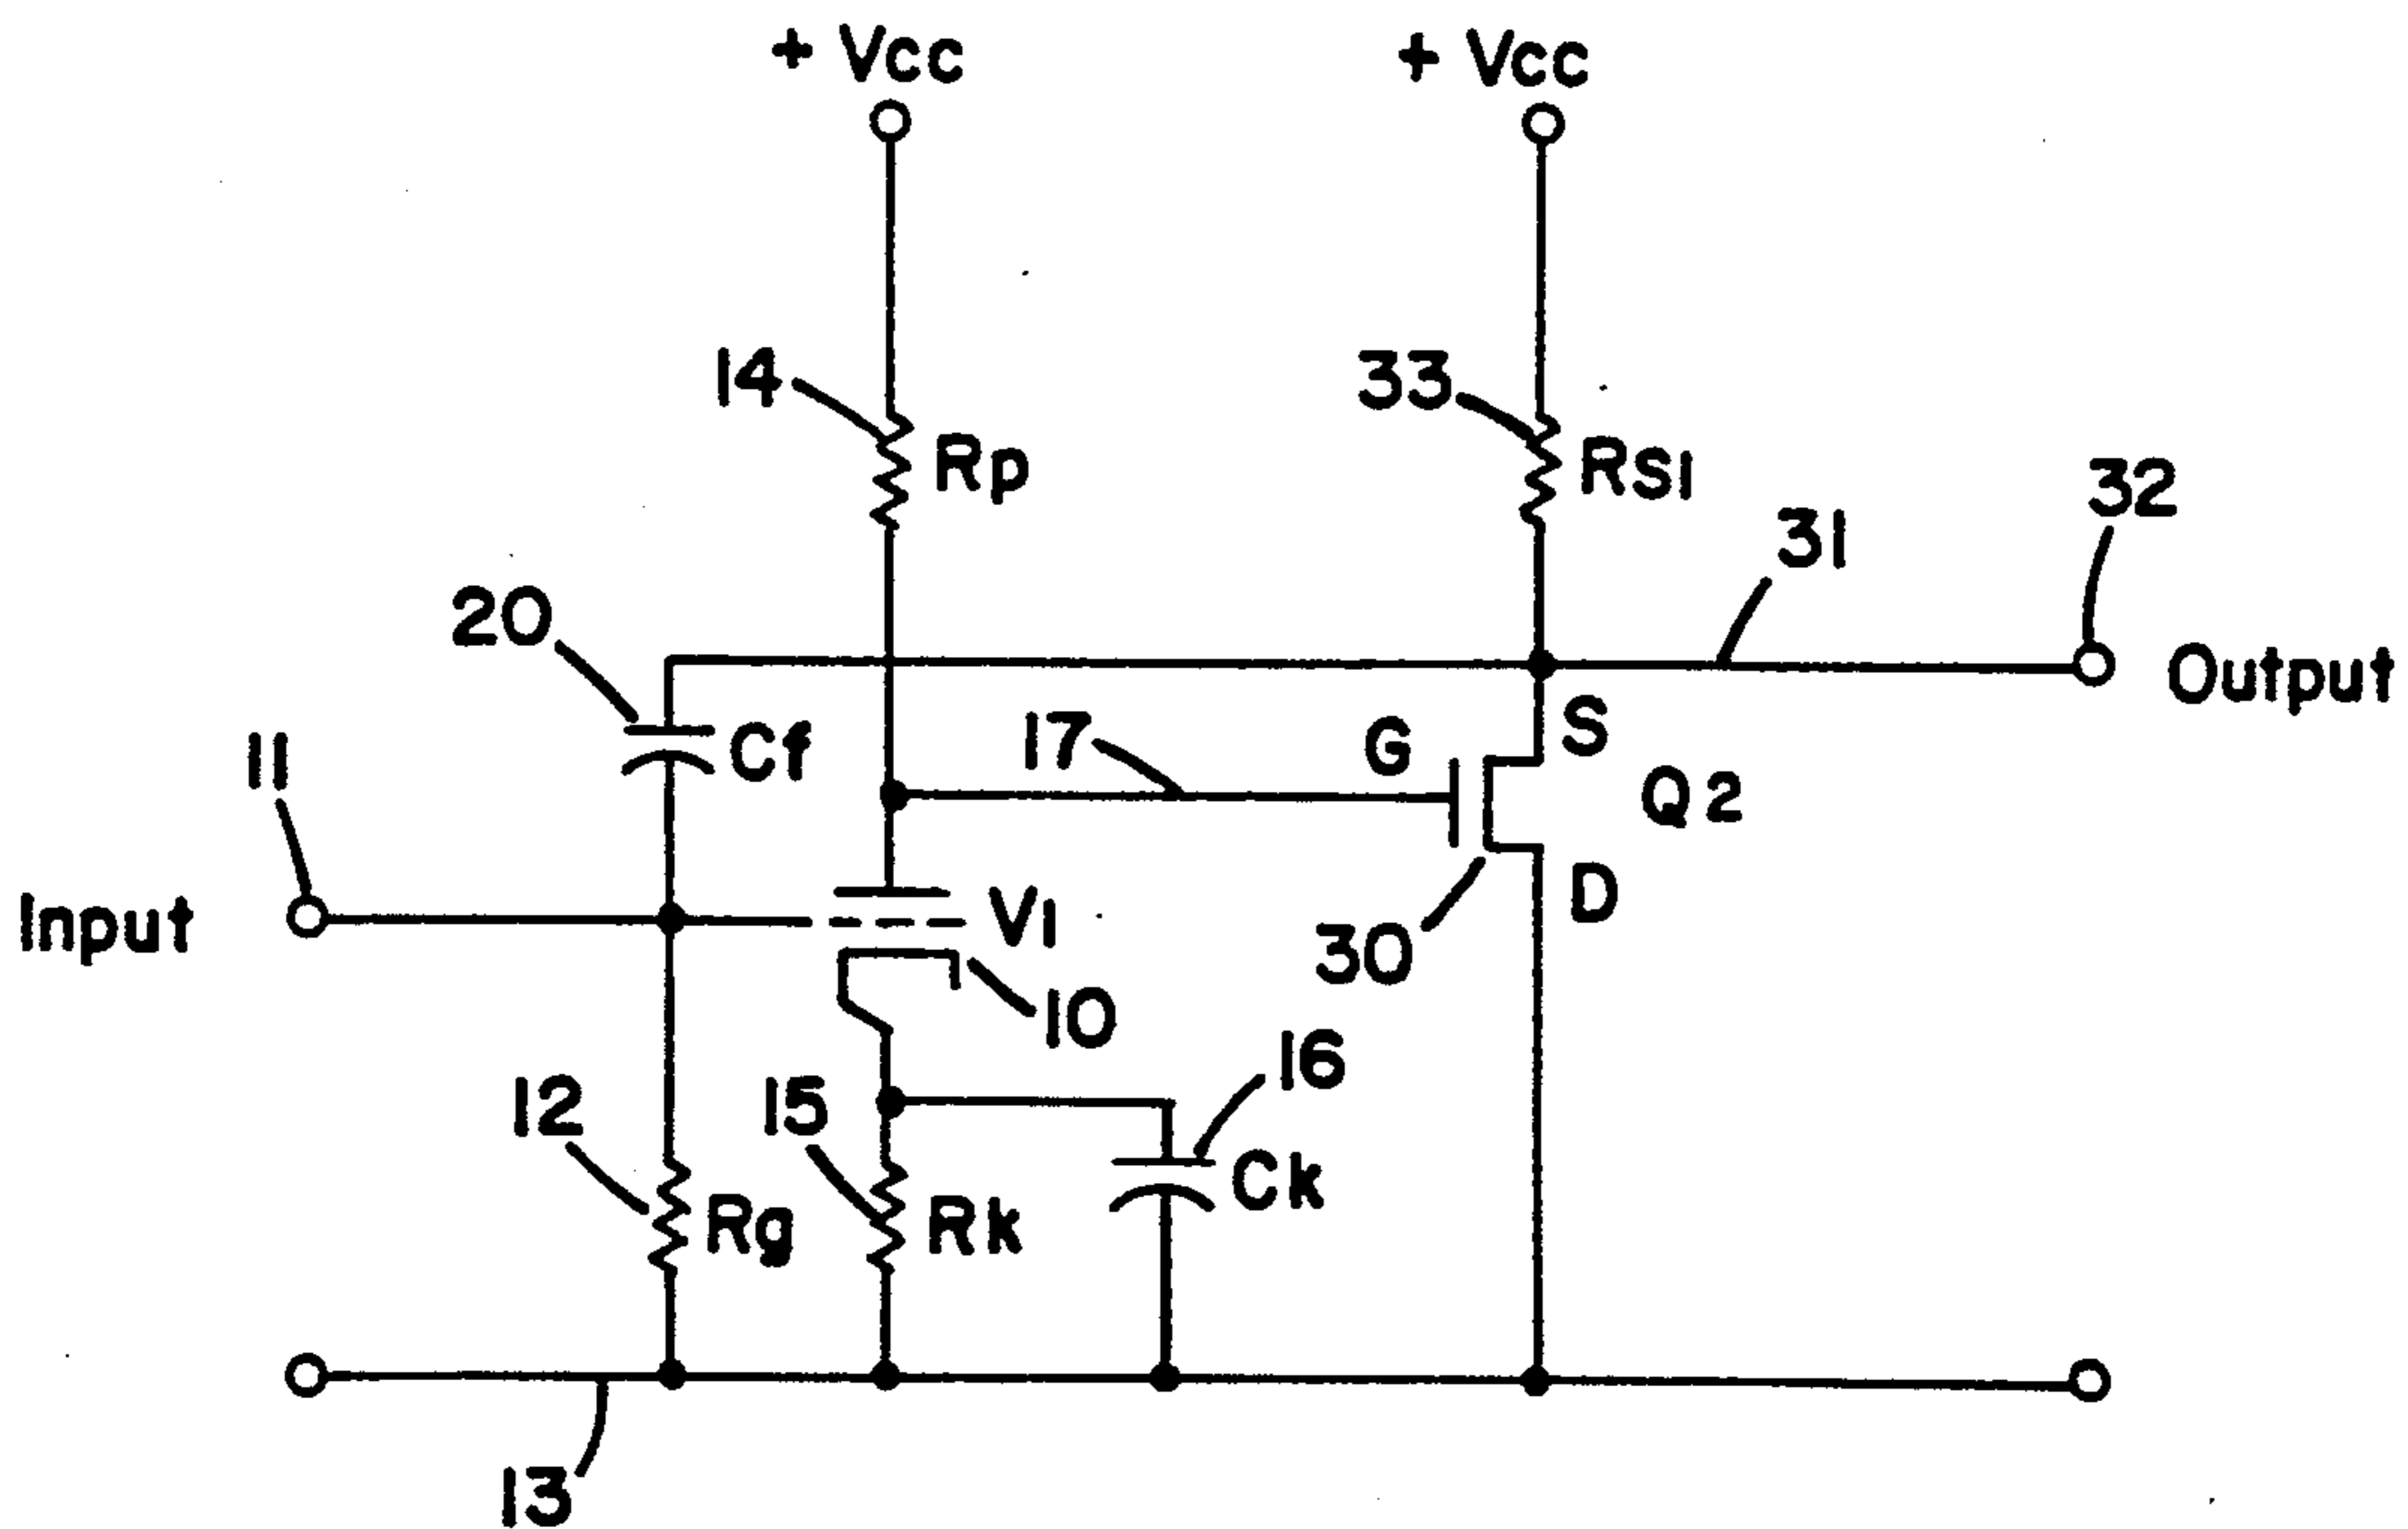 + Vcc
+ Vcc
14
Rp
33
RS1
32
31
20
Output
11
Cf
17
G
S
Q2
Input
V1
D
30
10
16
12
15
Ck
Rg
Rk
13